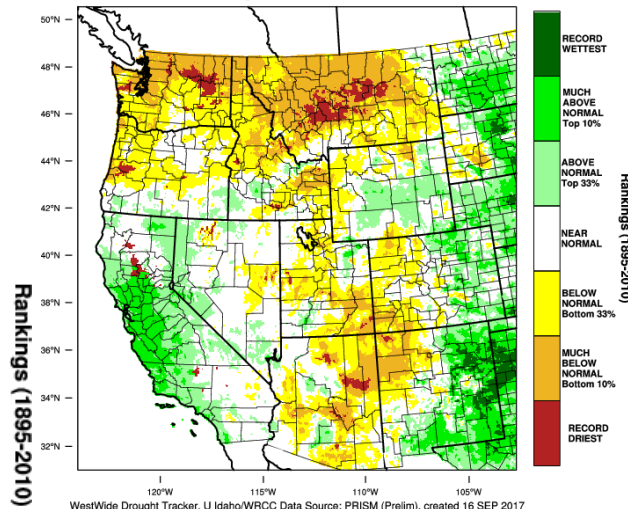 50°N
48°N
46°N
44°N
42°N
40°N
38°N
36°N
34°N
32°N
120°W
115°W
110°W
105°W
RECORD
WETTEST
MUCH
ABOVE
NORMAL
Top 10%
ABOVE
NORMAL
Top 33%
NEAR
NORMAL
BELOW
NORMAL
Bottom 33%
MUCH
BELOW
NORMAL
Bottom 10%
RECORD
DRIEST
Rankings (1895-2010)
Rankings (1895-2010)
WestWide Drought Tracker, U Idaho/WRCC Data Source: PRISM (Prelim), created 16 SEP 2017